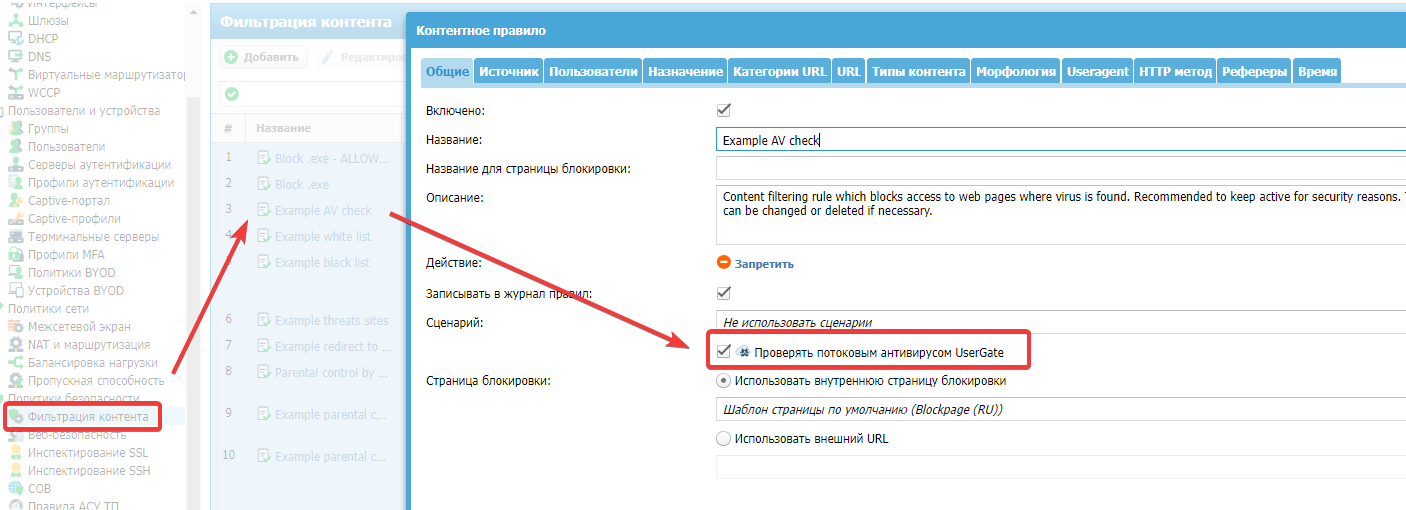 Интерфейсы
Шлюзы
DHCP
DNS
Виртуальные маршрутизатор
WCCP
Пользователи и устройства
Группы
Пользователи
Серверы аутентификации
Профили аутентификации
Captive-портал
Captive-профили
Терминальные серверы
Профили MFA
Политики BYOD
Устройства BYOD
Политики сети
Межсетевой экран
NAT и маршрутизация
Балансировка нагрузки
Пропускная способность
Политики безопасности
Фильтрация контента
Веб-безопасность
Инспектирование SSL
Инспектирование SSH
СОВ
Правила АСУ ТП
Фильтрация контента
Добавить Редактиро
# Название
1 Block .exe - ALLOW...
2 Block .exe
3 Example AV check
4 Example white list
5 Example black list
6 Example threats sites
7 Example redirect to ...
8 Parental control by ...
9 Example parental c...
10 Example parental c...
Контентное правило
Общие Источник Пользователи Назначение Категории URL URL Типы контента Морфология Useragent HTTP метод Рефереры Время
Включено:
Название: Example AV check
Название для страницы блокировки:
Описание: Content filtering rule which blocks access to web pages where virus is found. Recommended to keep active for security reasons. T
can be changed or deleted if necessary.
Действие: Запретить
Записывать в журнал правил:
Сценарий: Не использовать сценарии
Проверять потоковым антивирусом UserGate
Страница блокировки: Использовать внутреннюю страницу блокировки
Шаблон страницы по умолчанию (Blockpage (RU))
Использовать внешний URL